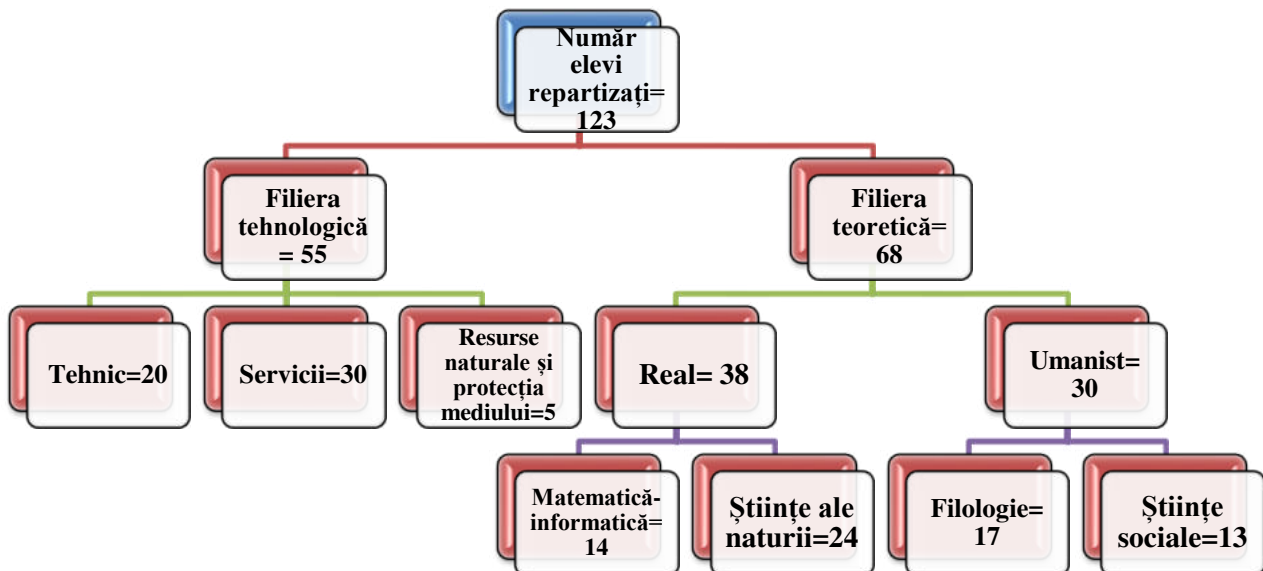 Număr
elevi
repartizați=
123
Filiera
tehnologică
= 55
Filiera
teoretică=
68
Tehnic=20
Servicii=30
Resurse
naturale și
protecția
mediului=5
Real= 38
Umanist=
30
Matematică-
informatică=
14
Științe ale
naturii=24
Filologie=
17
Științe
sociale=13